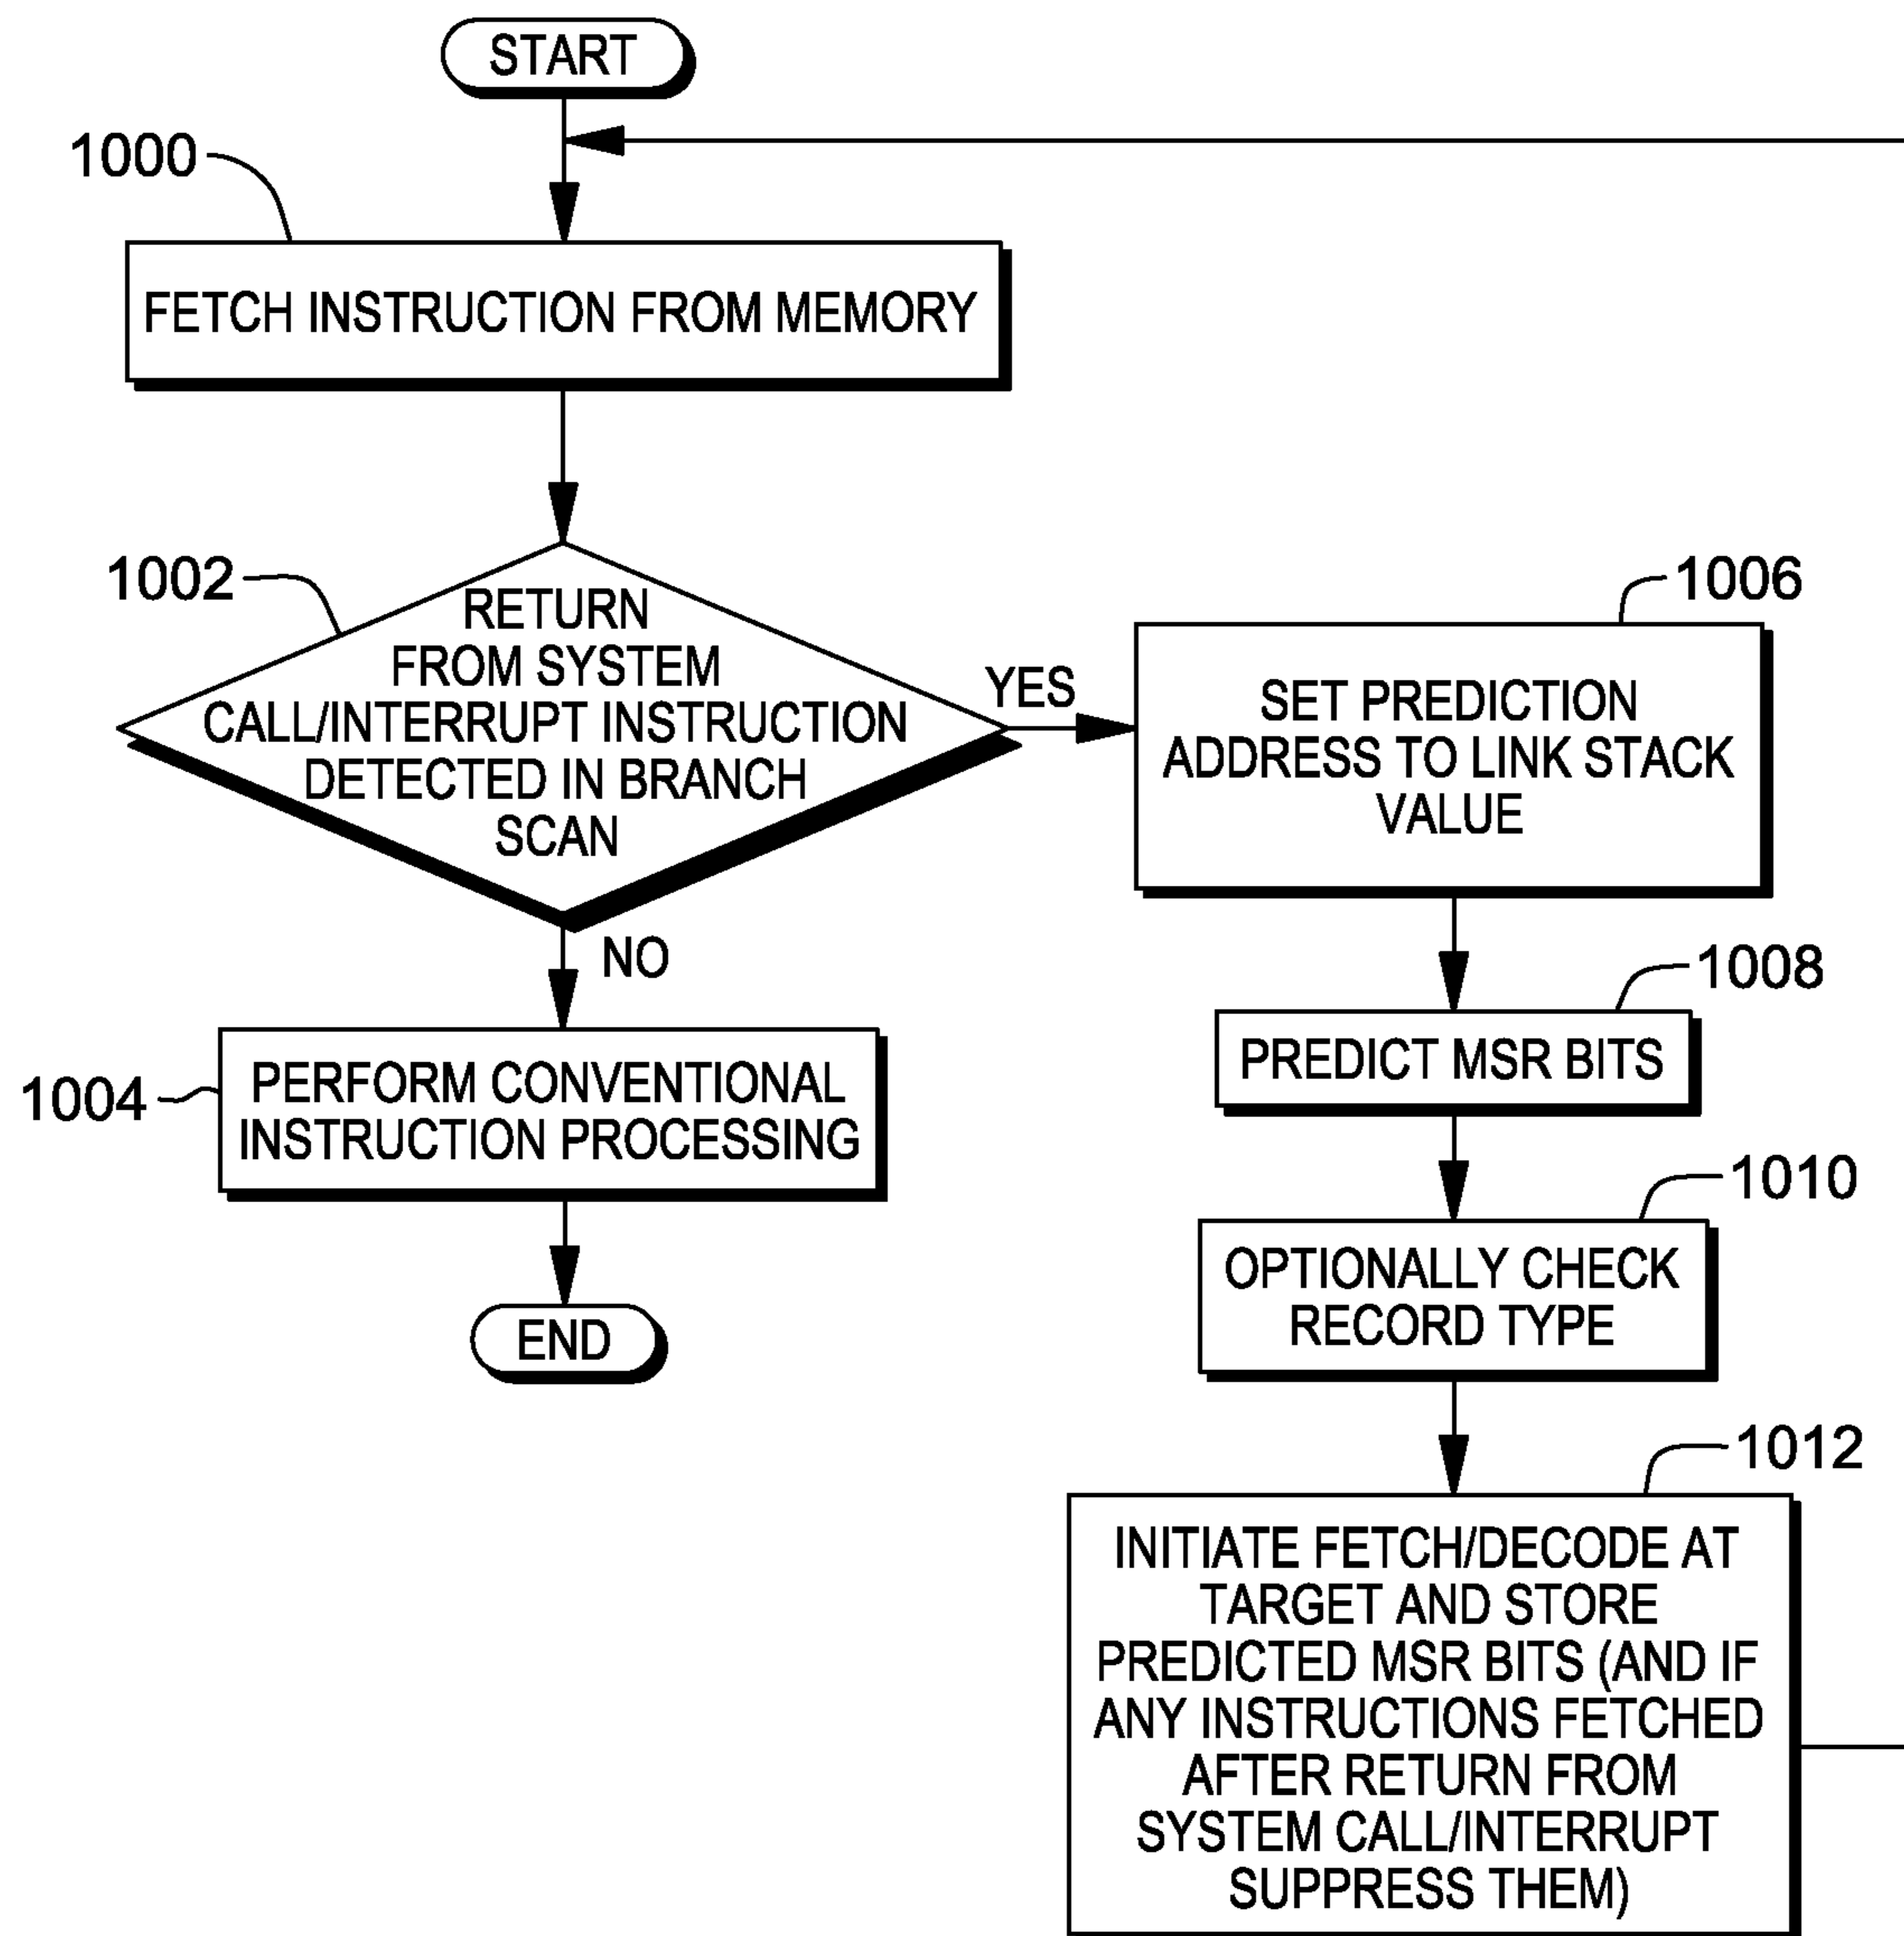 START
1000
FETCH INSTRUCTION FROM MEMORY
1002
RETURN
FROM SYSTEM
CALL/INTERRUPT INSTRUCTION
DETECTED IN BRANCH
SCAN
YES
NO
1004
PERFORM CONVENTIONAL
INSTRUCTION PROCESSING
END
1006
SET PREDICTION
ADDRESS TO LINK STACK
VALUE
1008
PREDICT MSR BITS
1010
OPTIONALLY CHECK
RECORD TYPE
1012
INITIATE FETCH/DECODE AT
TARGET AND STORE
PREDICTED MSR BITS (AND IF
ANY INSTRUCTIONS FETCHED
AFTER RETURN FROM
SYSTEM CALL/INTERRUPT
SUPPRESS THEM)